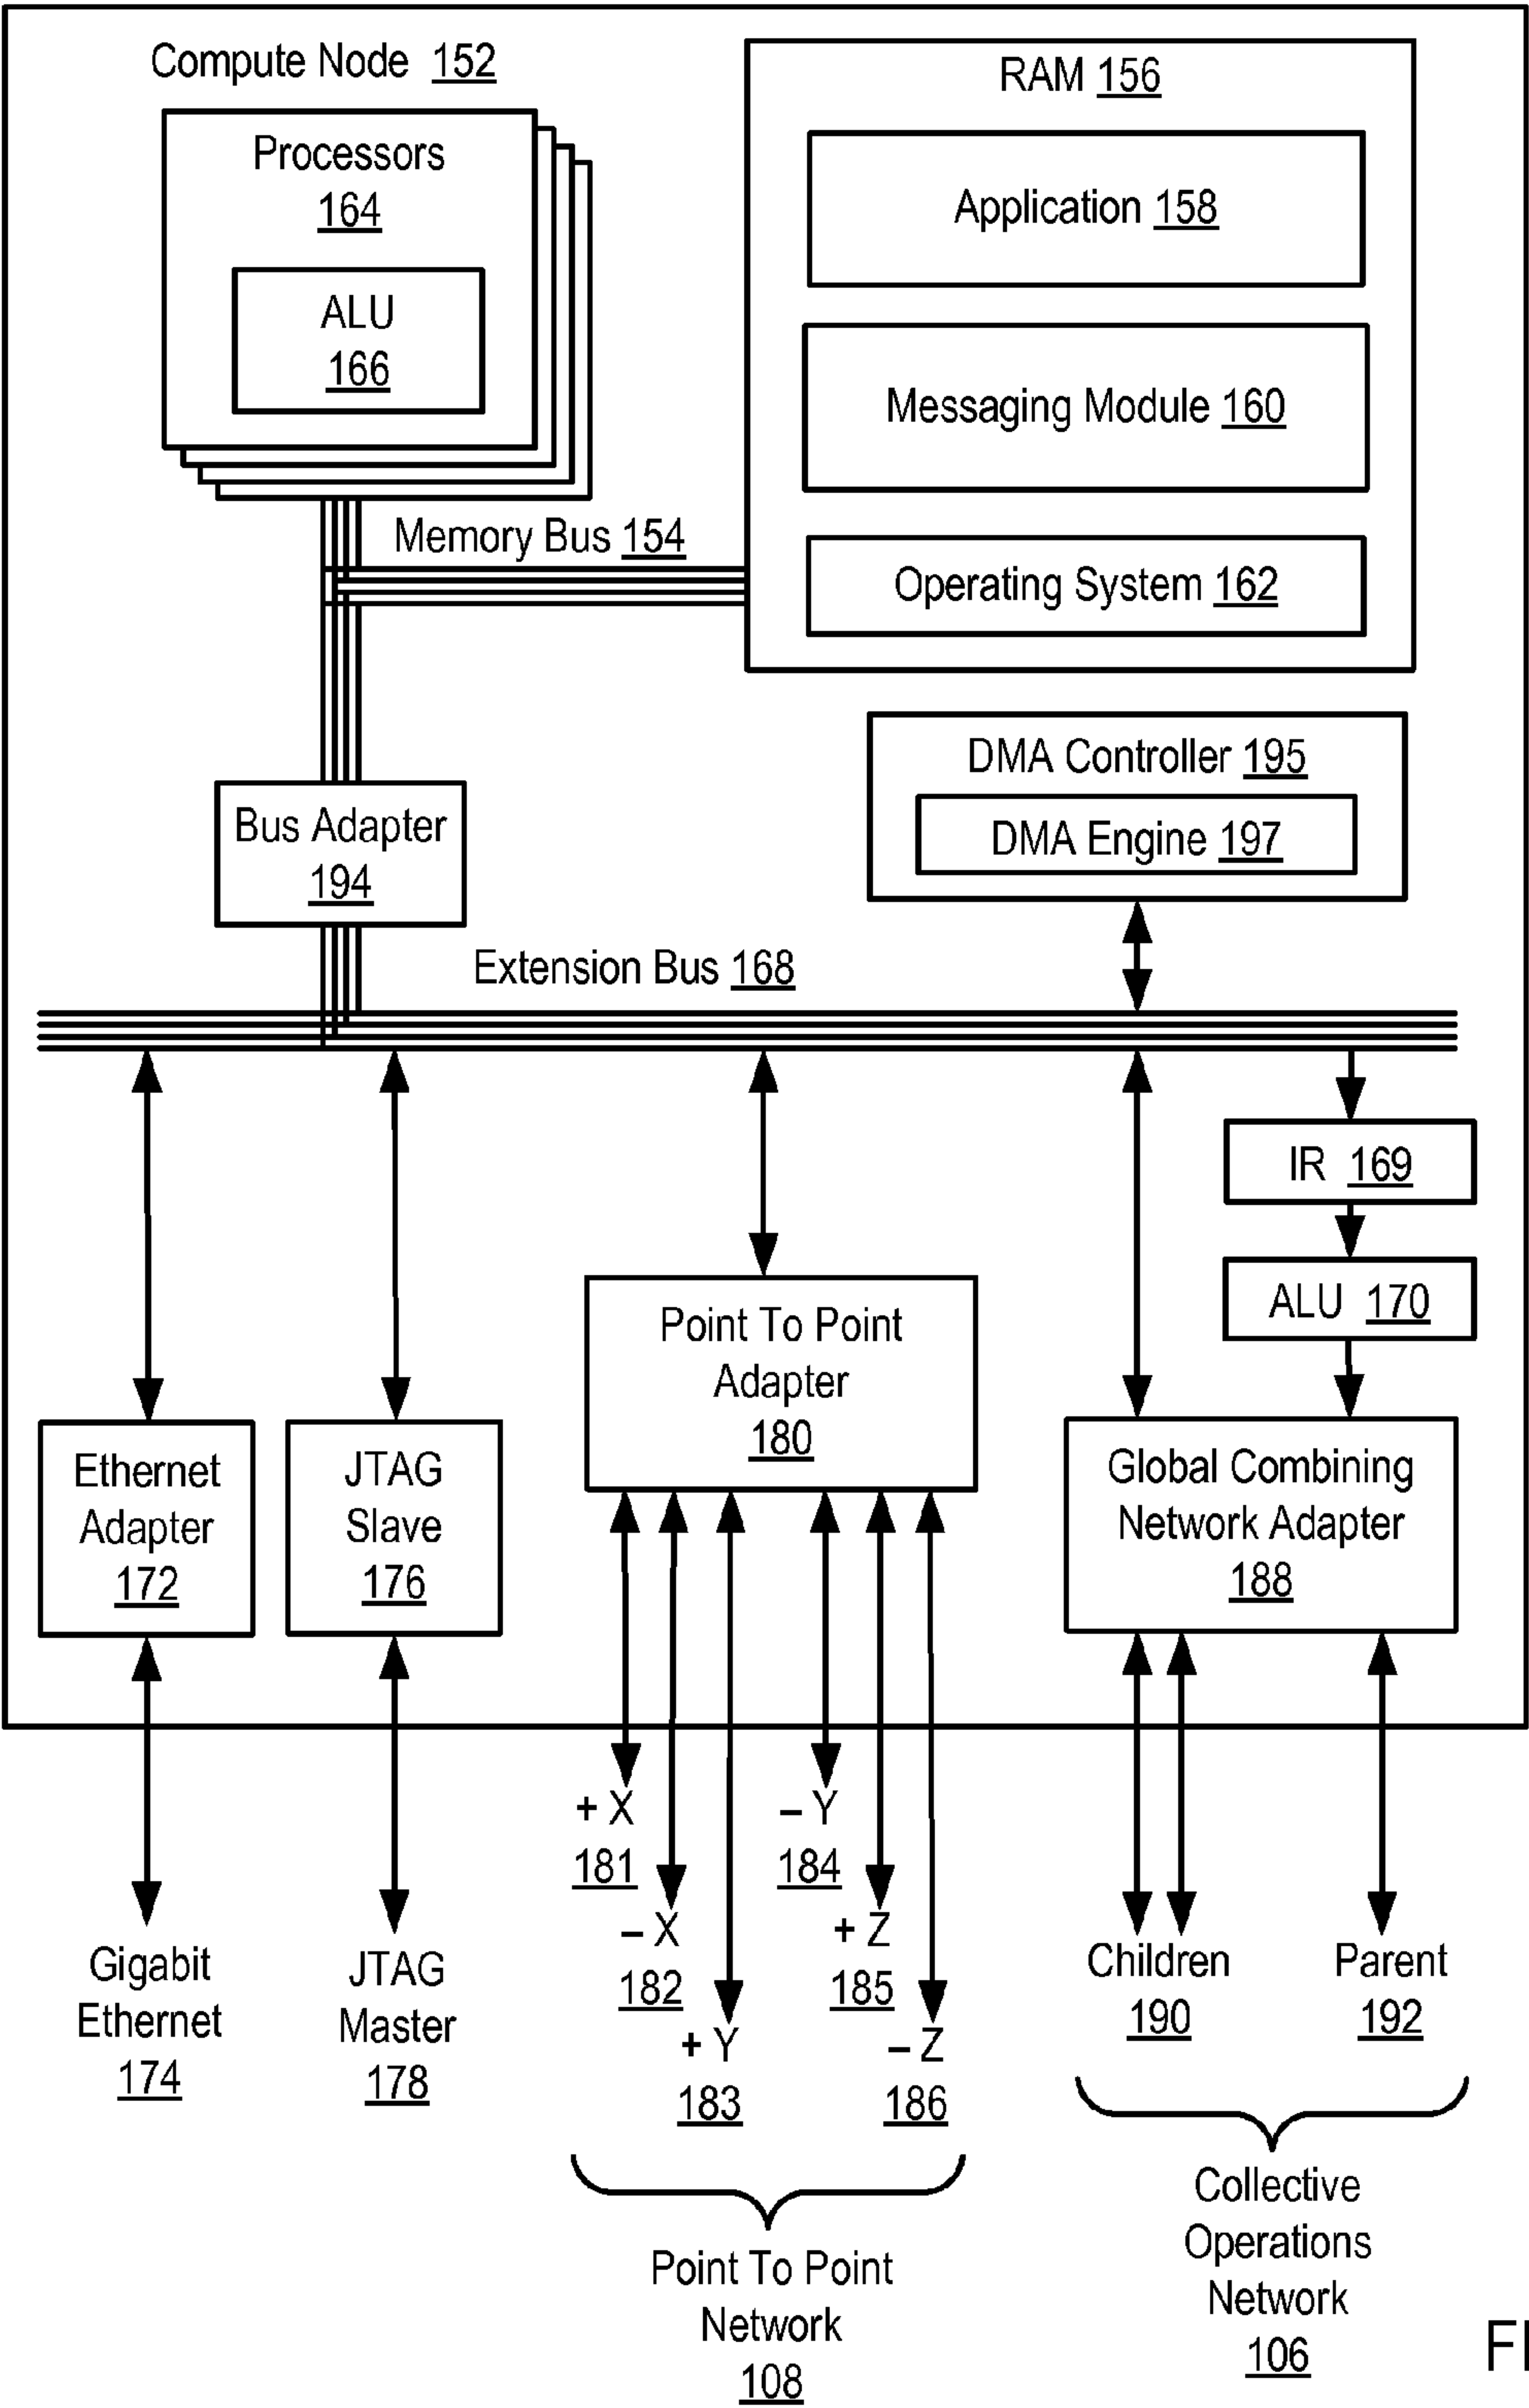 Compute Node 152
Processors
164
ALU
166
RAM 156
Application 158
Messaging Module 160
Operating System 162
Memory Bus 154
DMA Controller 195
DMA Engine 197
Bus Adapter
194
Extension Bus 168
IR 169
ALU 170
Point To Point
Adapter
180
Ethernet
Adapter
172
JTAG
Slave
176
Global Combining
Network Adapter
188
+ X
181
– X
182
+ Y
183
– Y
184
+ Z
185
– Z
186
Gigabit
Ethernet
174
JTAG
Master
178
Children
190
Parent
192
Point To Point
Network
108
Collective
Operations
Network
106